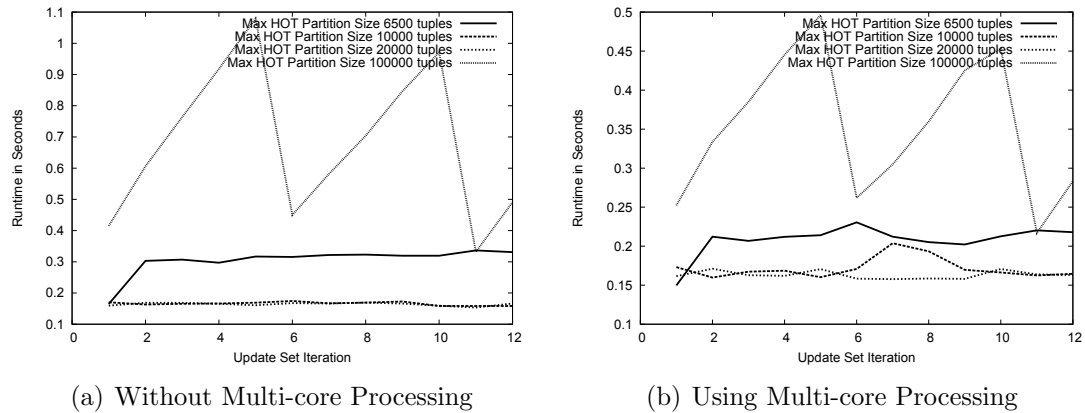 Max HOT Partition Size 6500 tuples
Max HOT Partition Size 10000 tuples
Max HOT Partition Size 20000 tuples
Max HOT Partition Size 100000 tuples
1.1
1
0.9
0.8
0.7
0.6
0.5
0.4
0.3
0.2
0.1
Runtime in Seconds
0 2 4 6 8 10 12
Update Set Iteration
(a) Without Multi-core Processing
Max HOT Partition Size 6500 tuples
Max HOT Partition Size 10000 tuples
Max HOT Partition Size 20000 tuples
Max HOT Partition Size 100000 tuples
0.5
0.45
0.4
0.35
0.3
0.25
0.2
0.15
0.1
Runtime in Seconds
0 2 4 6 8 10 12
Update Set Iteration
(b) Using Multi-core Processing